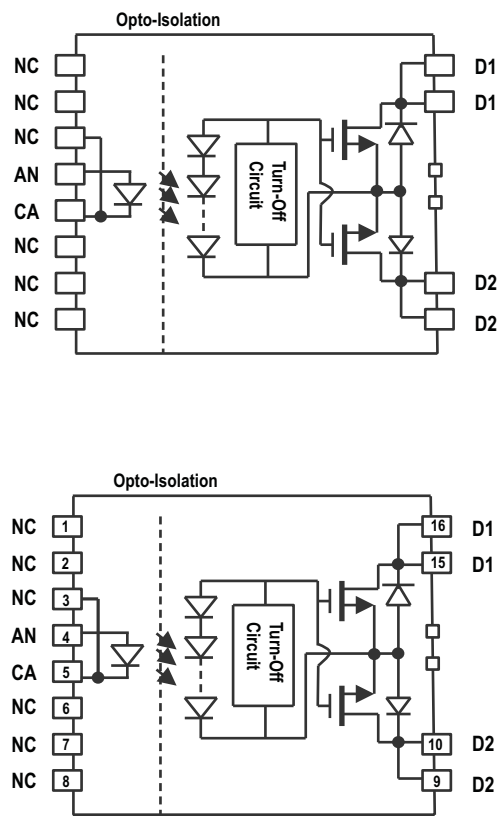 Opto-Isolation
NC
D1
NC
D1
NC
AN
CA
NC
NC
D2
NC
D2
Turn-Off
Circuit
Opto-Isolation
NC 1
16 D1
NC 2
15 D1
NC 3
AN 4
CA 5
NC 6
NC 7
10 D2
NC 8
9 D2
Turn-Off
Circuit